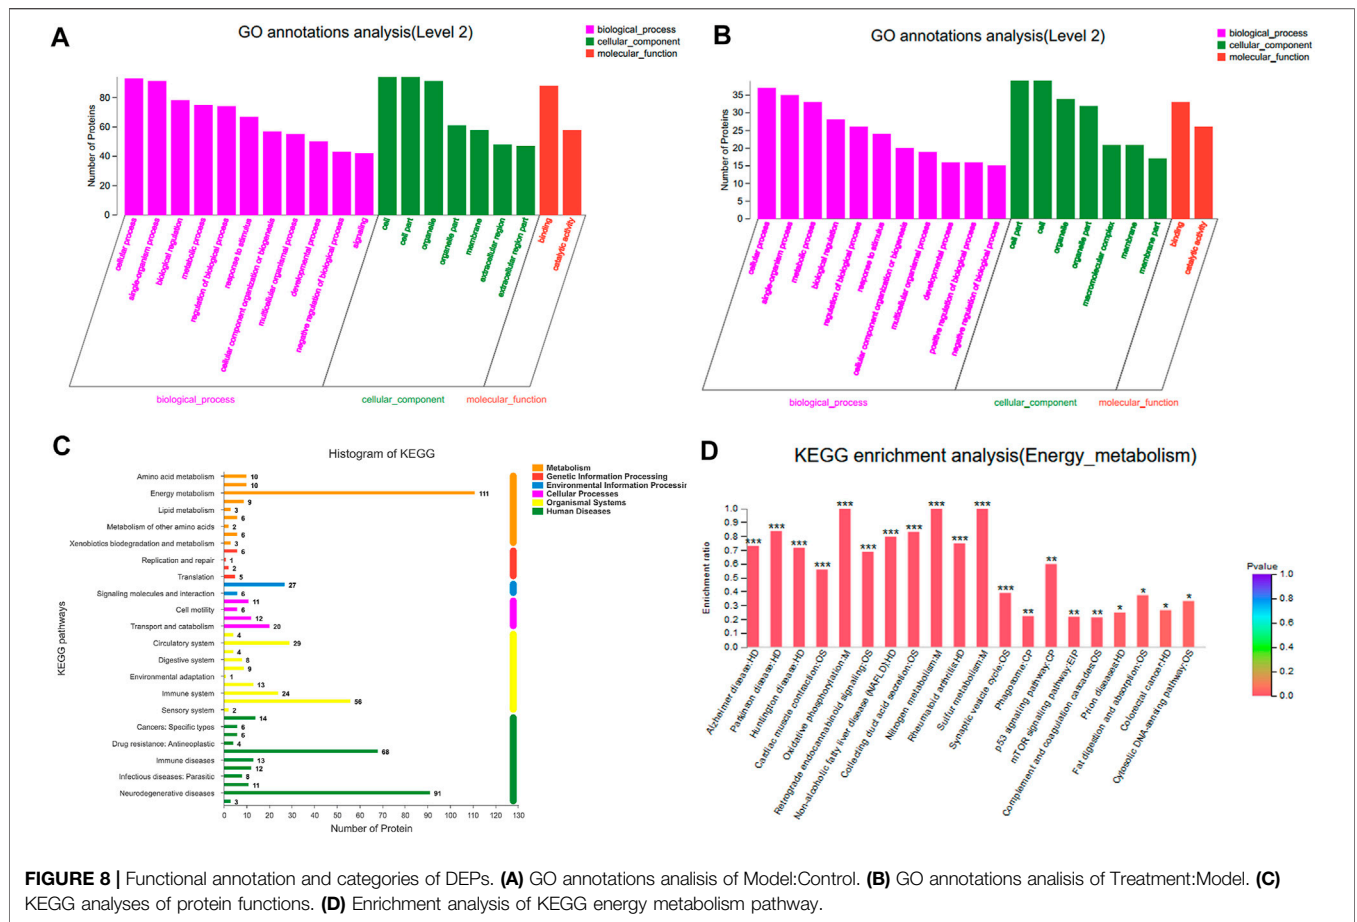 A
GO annotations analysis(Level 2)
biological_process
cellular_component
molecular_function
Number of Proteins
80
60
40
20
0
cellular process
single-organism process
biological regulation
metabolic process
regulation of biological process
response to stimulus
cellular component organization or biogenesis
multicellular organismal process
developmental process
negative regulation of biological process
signaling
cell
cell part
organelle
organelle part
membrane
extracellular region
extracellular region part
binding
catalytic activity
biological_process
cellular_component
molecular_function
B
GO annotations analysis(Level 2)
biological_process
cellular_component
molecular_function
Number of Proteins
35
30
25
20
15
10
5
0
cellular process
single-organism process
metabolic process
biological regulation
regulation of biological process
response to stimulus
cellular component organization or biogenesis
multicellular organismal process
developmental process
positive regulation of biological process
negative regulation of biological process
cell part
cell
organelle
organelle part
macromolecular complex
membrane
membrane part
binding
catalytic activity
biological_process
cellular_component
molecular_function
C
Histogram of KEGG
Metabolism
Genetic Information Processing
Environmental Information Processin
Cellular Processes
Organismal Systems
Human Diseases
KEGG pathways
Amino acid metabolism 10
10
Energy metabolism 111
9
Lipid metabolism 3
6
Metabolism of other amino acids 2
6
Xenobiotics biodegradation and metabolism 3
6
Replication and repair 1
2
Translation 5
27
Signaling molecules and interaction 6
11
Cell motility 6
12
Transport and catabolism 20
4
Circulatory system 29
4
Digestive system 8
9
Environmental adaptation 1
13
Immune system 24
56
Sensory system 2
14
Cancers: Specific types 6
6
Drug resistance: Antineoplastic 4
68
Immune diseases 13
12
Infectious diseases: Parasitic 8
11
Neurodegenerative diseases 91
3
0 10 20 30 40 50 60 70 80 90 100 110 120 130
Number of Protein
D
KEGG enrichment analysis(Energy_metabolism)
Enrichment ratio
1.0
0.9
0.8
0.7
0.6
0.5
0.4
0.3
0.2
0.1
0.0
*** *** *** *** *** *** *** *** *** *** *** *** ** ** ** ** * * * *
Alzheimer disease:HD
Parkinson disease:HD
Huntington disease:HD
Cardiac muscle contraction:OS
Oxidative phosphorylation:M
Retrograde endocannabinoid signaling:OS
Non-alcoholic fatty liver disease (NAFLD):HD
Collecting duct acid secretion:OS
Nitrogen metabolism:M
Rheumatoid arthritis:HD
Sulfur metabolism:M
Synaptic vesicle cycle:OS
Phagosome:CP
p53 signaling pathway:CP
mTOR signaling pathway:EIP
Complement and coagulation cascades:OS
Prion diseases:HD
Fat digestion and absorption:OS
Colorectal cancer:HD
Cytosolic DNA-sensing pathway:OS
Pvalue
1.0
0.8
0.6
0.4
0.2
0.0
FIGURE 8 | Functional annotation and categories of DEPs. (A) GO annotations analisis of Model:Control. (B) GO annotations analisis of Treatment:Model. (C)
KEGG analyses of protein functions. (D) Enrichment analysis of KEGG energy metabolism pathway.